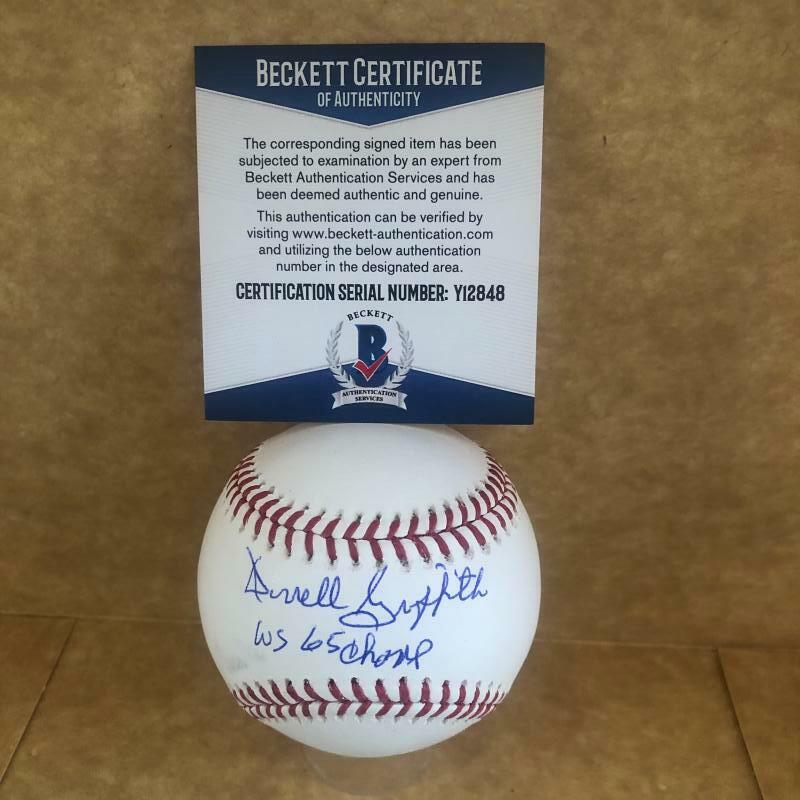 BECKETT CERTIFICATE
OF AUTHENTICITY
The corresponding signed item has been
subjected to examination by an expert from
Beckett Authentication Services and has
been deemed authentic and genuine.
This authentication can be verified by
visiting www.beckett-authentication.com
and utilizing the below authentication
number in the designated area.
CERTIFICATION SERIAL NUMBER: Y12848
BECKETT
B
AUTHENTICATION
SERVICES
Derrell Griffith
WS 65 Champ